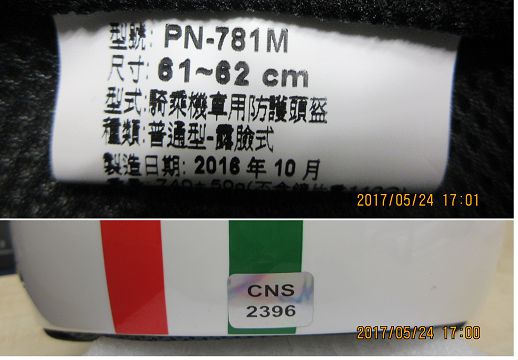 型號: PN-781M
尺寸: 61~62 cm
型式: 騎乘機車用防護頭盔
種類: 普通型-露臉式
製造日期: 2016 年 10 月
2017/05/24 17:01
CNS
2396
2017/05/24 17:00